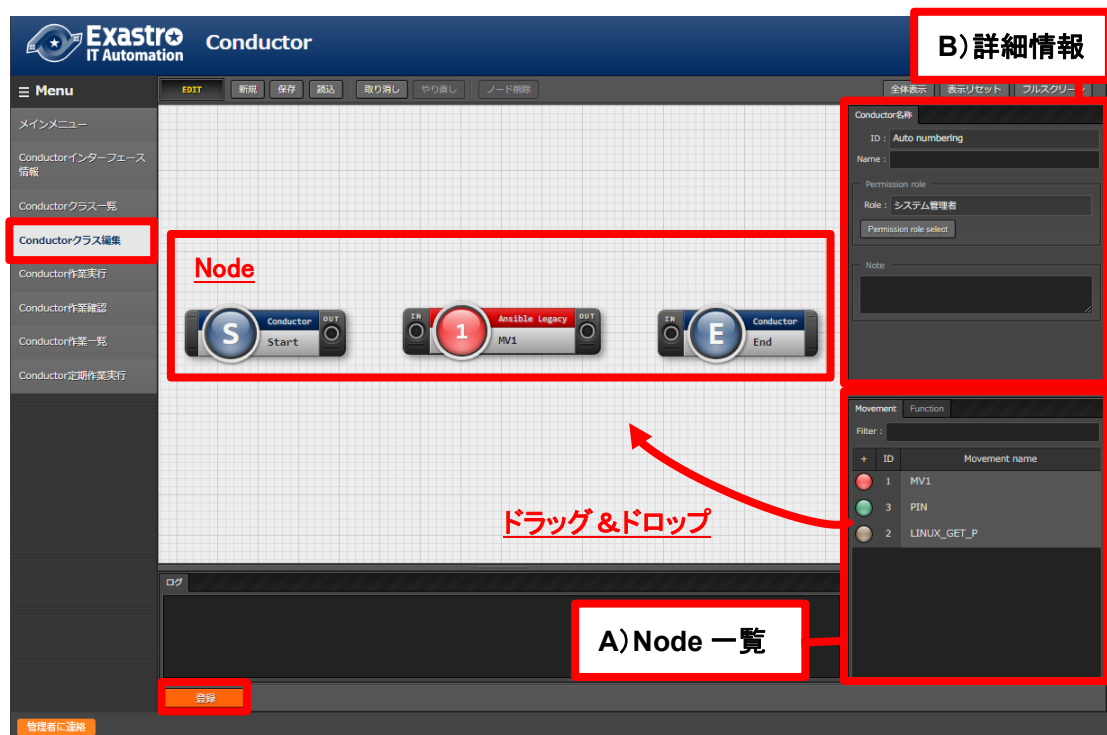 Exastro
IT Automation
Conductor
B)詳細情報
Menu
EDIT 新規 保存 読込 取り消し やり直し ノード削除
全体表示 表示リセット フルスクリーン
メインメニュー
Conductorインターフェース
情報
Conductorクラス一覧
Conductorクラス編集
Conductor作業実行
Conductor作業確認
Conductor作業一覧
Conductor定期作業実行
Node
S
Conductor
Start
OUT
IN
1
Ansible Legacy
MV1
OUT
IN
E
Conductor
End
Conductor名称
ID : Auto numbering
Name :
Permission role
Role : システム管理者
Permission role select
Note
Movement Function
Filter :
+ ID Movement name
1 MV1
3 PIN
2 LINUX_GET_P
ドラッグ&ドロップ
ログ
A)Node 一覧
登録
管理者に連絡